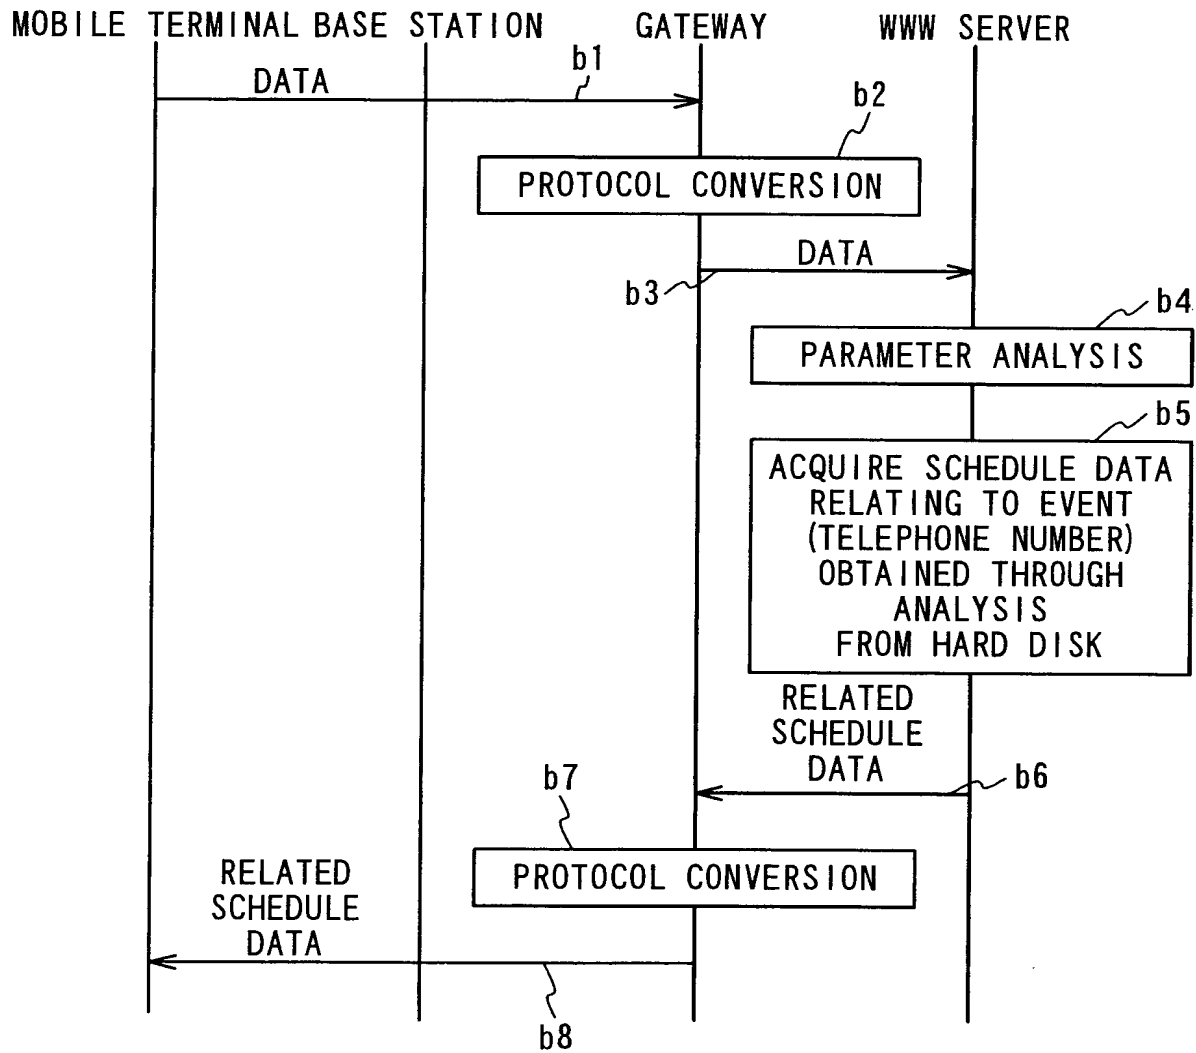 MOBILE TERMINAL BASE STATION GATEWAY WWW SERVER
DATA
b1
b2
PROTOCOL CONVERSION
DATA
b3
b4
PARAMETER ANALYSIS
b5
ACQUIRE SCHEDULE DATA
RELATING TO EVENT
(TELEPHONE NUMBER)
OBTAINED THROUGH
ANALYSIS
FROM HARD DISK
RELATED
SCHEDULE
DATA
b6
b7
PROTOCOL CONVERSION
RELATED
SCHEDULE
DATA
b8